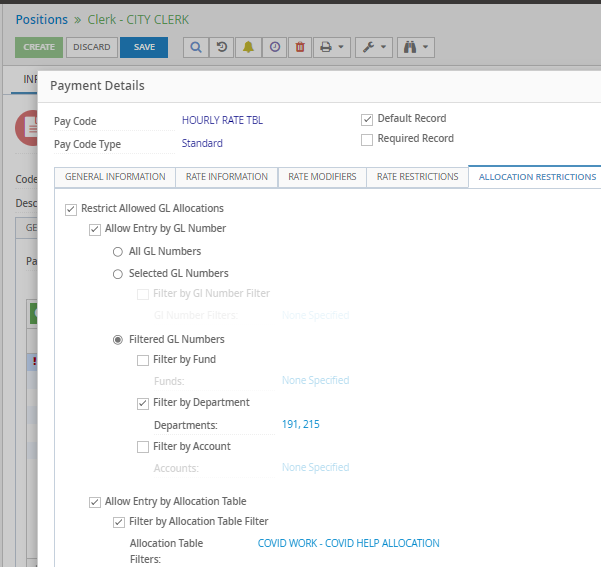 Positions » Clerk - CITY CLERK
CREATE DISCARD SAVE
Payment Details
Pay Code HOURLY RATE TBL Default Record
Pay Code Type Standard Required Record
GENERAL INFORMATION RATE INFORMATION RATE MODIFIERS RATE RESTRICTIONS ALLOCATION RESTRICTIONS
Code
Desc
Pa
Restrict Allowed GL Allocations
Allow Entry by GL Number
All GL Numbers
Selected GL Numbers
Filter by Gl Number Filter
Gl Number Filters: None Specified
Filtered GL Numbers
Filter by Fund
Funds: None Specified
Filter by Department
Departments: 191, 215
Filter by Account
Accounts: None Specified
Allow Entry by Allocation Table
Filter by Allocation Table Filter
Allocation Table COVID WORK - COVID HELP ALLOCATION
Filters: